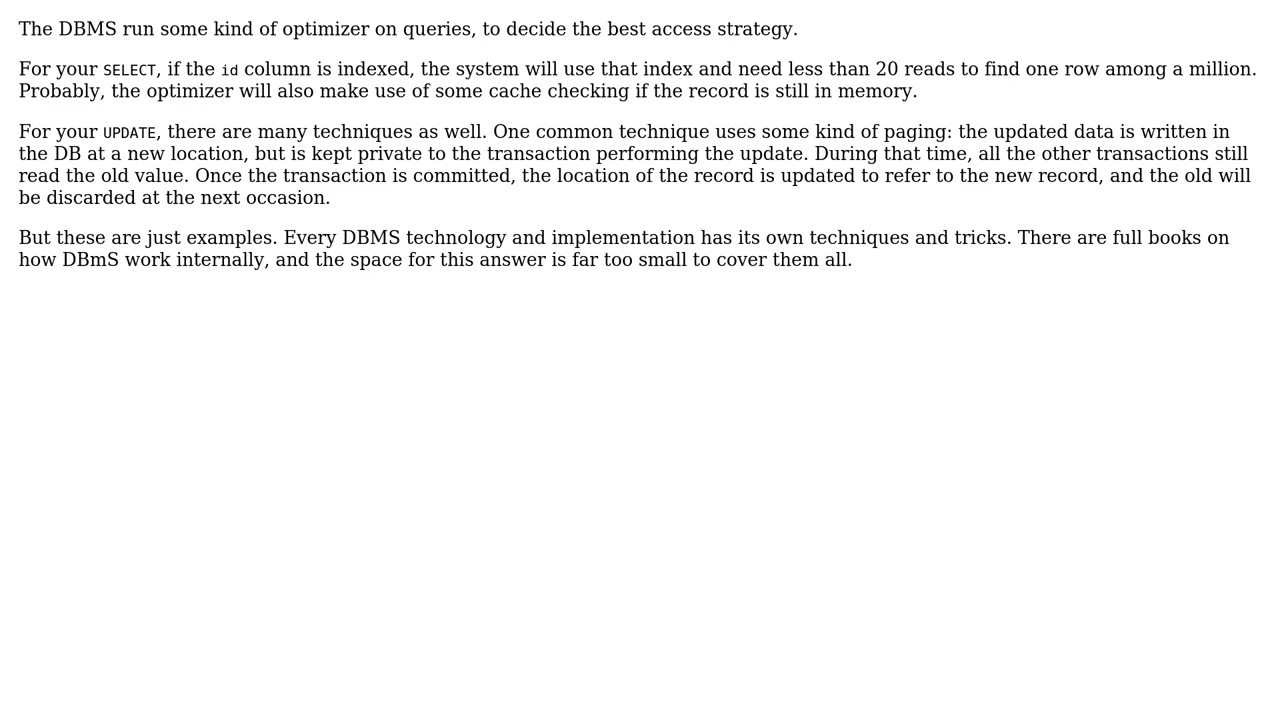 The DBMS run some kind of optimizer on queries, to decide the best access strategy.
For your SELECT, if the id column is indexed, the system will use that index and need less than 20 reads to find one row among a million.
Probably, the optimizer will also make use of some cache checking if the record is still in memory.
For your UPDATE, there are many techniques as well. One common technique uses some kind of paging: the updated data is written in
the DB at a new location, but is kept private to the transaction performing the update. During that time, all the other transactions still
read the old value. Once the transaction is committed, the location of the record is updated to refer to the new record, and the old will
be discarded at the next occasion.
But these are just examples. Every DBMS technology and implementation has its own techniques and tricks. There are full books on
how DBmS work internally, and the space for this answer is far too small to cover them all.